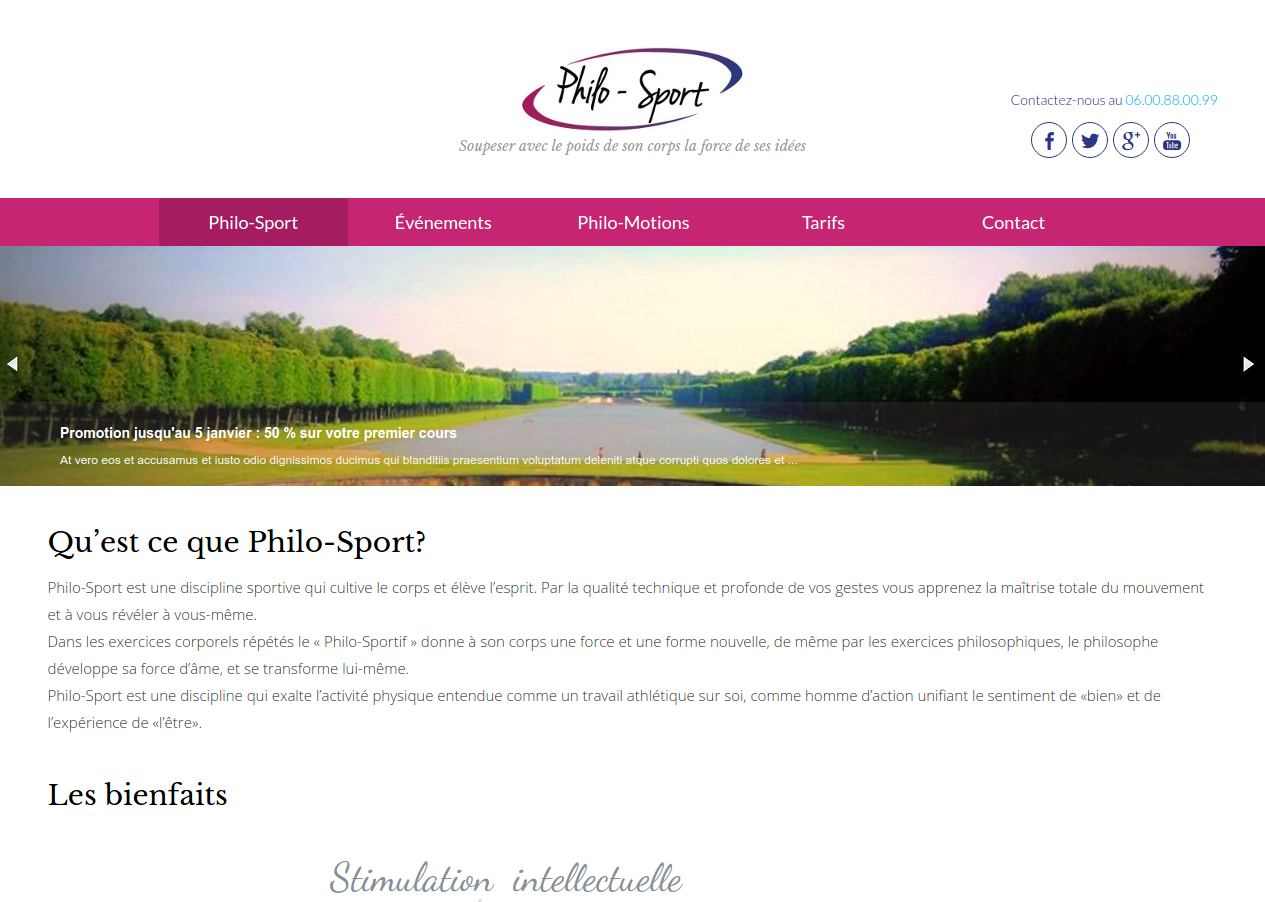 Philo - Sport
Soupeser avec le poids de son corps la force de ses idées
Contactez-nous au 06.00.88.00.99
You
Tube
Philo-Sport
Événements
Philo-Motions
Tarifs
Contact
Promotion jusqu'au 5 janvier : 50 % sur votre premier cours
At vero eos et accusamus et iusto odio dignissimos ducimus qui blanditiis praesentium voluptatum deleniti atque corrupti quos dolores et ...
Qu’est ce que Philo-Sport?
Philo-Sport est une discipline sportive qui cultive le corps et élève l’esprit. Par la qualité technique et profonde de vos gestes vous apprenez la maîtrise totale du mouvement
et à vous révéler à vous-même.
Dans les exercices corporels répétés le « Philo-Sportif » donne à son corps une force et une forme nouvelle, de même par les exercices philosophiques, le philosophe
développe sa force d’âme, et se transforme lui-même.
Philo-Sport est une discipline qui exalte l’activité physique entendue comme un travail athlétique sur soi, comme homme d’action unifiant le sentiment de «bien» et de
l’expérience de «l’être».
Les bienfaits
Stimulation intellectuelle